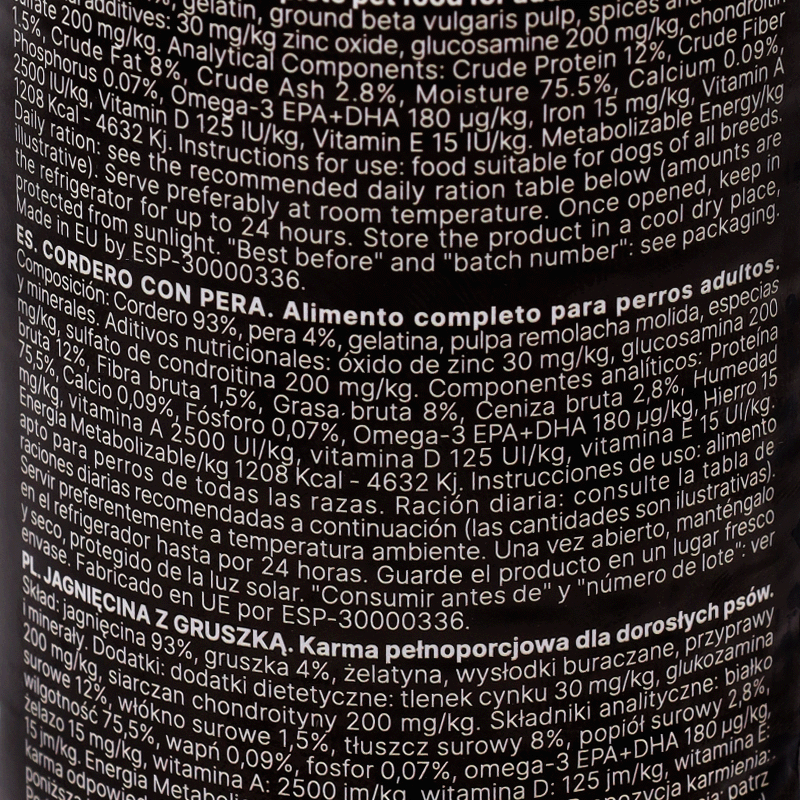 gelatin, ground beta vulgaris pulp, spices and
additives: 30 mg/kg zinc oxide, glucosamine 200 mg/kg, chondroitin
200 mg/kg. Analytical Components: Crude Protein 12%, Crude Fiber
1.5%, Crude Fat 8%, Crude Ash 2.8%, Moisture 75.5%, Calcium 0.09%,
Phosphorus 0.07%, Omega-3 EPA+DHA 180 µg/kg, Iron 15 mg/kg, Vitamin A
2500 IU/kg, Vitamin D 125 IU/kg, Vitamin E 15 IU/kg. Metabolizable Energy/kg
1208 Kcal - 4632 Kj. Instructions for use: food suitable for dogs of all breeds.
Daily ration: see the recommended daily ration table below (amounts are
illustrative). Serve preferably at room temperature. Once opened, keep in
the refrigerator for up to 24 hours. Store the product in a cool dry place,
protected from sunlight. "Best before" and "batch number": see packaging.
Made in EU by ESP-30000336.
ES. CORDERO CON PERA. Alimento completo para perros adultos.
Composición: Cordero 93%, pera 4%, gelatina, pulpa remolacha molida, especias
y minerales. Aditivos nutricionales: óxido de zinc 30 mg/kg, glucosamina 200
mg/kg, sulfato de condroitina 200 mg/kg. Componentes analíticos: Proteína
bruta 12%, Fibra bruta 1,5%, Grasa bruta 8%, Ceniza bruta 2,8%, Humedad
75,5%, Calcio 0,09%, Fósforo 0,07%, Omega-3 EPA+DHA 180 µg/kg, Hierro 15
mg/kg, vitamina A 2500 UI/kg, vitamina D 125 UI/kg, vitamina E 15 UI/kg.
Energía Metabolizable/kg 1208 Kcal - 4632 Kj. Instrucciones de uso: alimento
apto para perros de todas las razas. Ración diaria: consulte la tabla de
raciones diarias recomendadas a continuación (las cantidades son ilustrativas).
Servir preferentemente a temperatura ambiente. Una vez abierto, manténgalo
en el refrigerador hasta por 24 horas. Guarde el producto en un lugar fresco
y seco, protegido de la luz solar. "Consumir antes de" y "número de lote": ver
envase. Fabricado en UE por ESP-30000336.
PL. JAGNIĘCINA Z GRUSZKĄ. Karma pełnoporcjowa dla dorosłych psów.
Skład: jagnięcina 93%, gruszka 4%, żelatyna, wysłodki buraczane, przyprawy
i minerały. Dodatki: dodatki dietetyczne: tlenek cynku 30 mg/kg, glukozamina
200 mg/kg, siarczan chondroityny 200 mg/kg. Składniki analityczne: białko
surowe 12%, włókno surowe 1,5%, tłuszcz surowy 8%, popiół surowy 2,8%,
wilgotność 75,5%, wapń 0,09%, fosfor 0,07%, omega-3 EPA+DHA 180 µg/kg,
żelazo 15 mg/kg, witamina A: 2500 jm/kg, witamina D: 125 jm/kg, witamina E:
15 jm/kg. Energia
karma